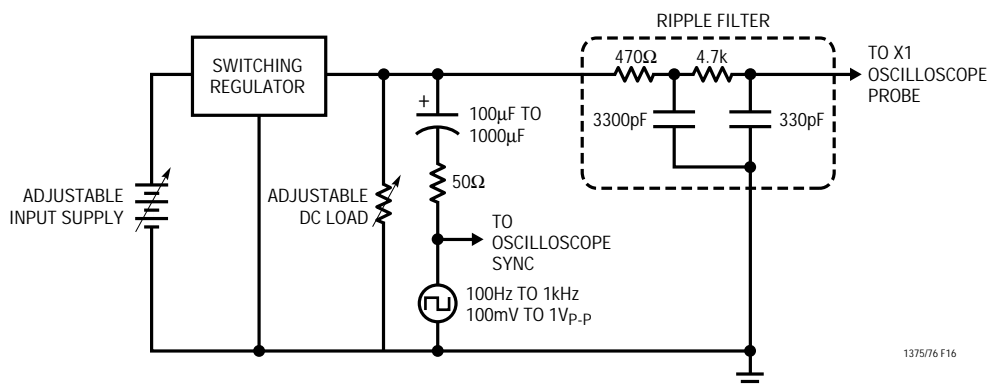 RIPPLE FILTER
SWITCHING
REGULATOR
470Ω
4.7k
TO X1
OSCILLOSCOPE
PROBE
+
100µF TO
1000µF
3300pF
330pF
50Ω
ADJUSTABLE
INPUT SUPPLY
ADJUSTABLE
DC LOAD
TO
OSCILLOSCOPE
SYNC
100Hz TO 1kHz
100mV TO 1VP-P
1375/76 F16